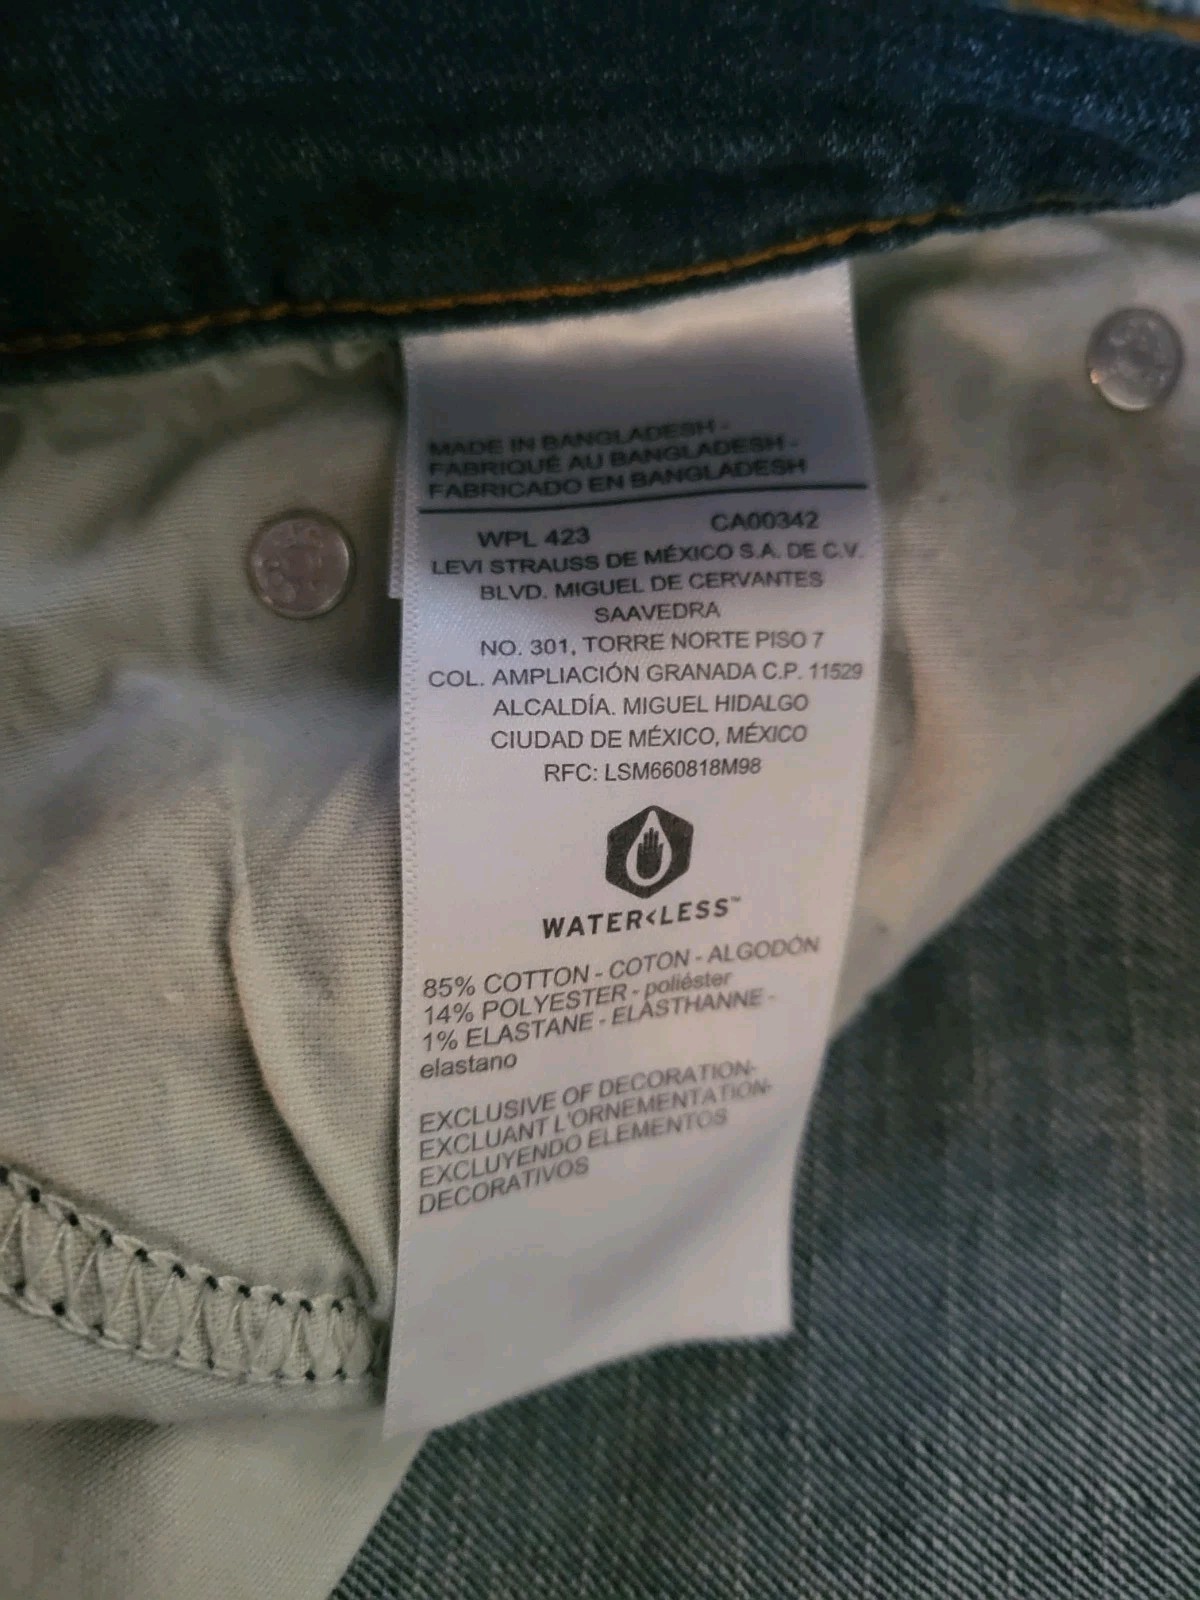 MADE IN BANGLADESH -
FABRIQUÉ AU BANGLADESH -
FABRICADO EN BANGLADESH
WPL 423 CA00342
LEVI STRAUSS DE MÉXICO S.A. DE C.V.
BLVD. MIGUEL DE CERVANTES
SAAVEDRA
NO. 301, TORRE NORTE PISO 7
COL. AMPLIACIÓN GRANADA C.P. 11529
ALCALDÍA. MIGUEL HIDALGO
CIUDAD DE MÉXICO, MÉXICO
RFC: LSM660818M98
WATER<LESS™
85% COTTON - COTON - ALGODÓN
14% POLYESTER - poliéster
1% ELASTANE - ELASTHANNE -
elastano
EXCLUSIVE OF DECORATION-
EXCLUANT L'ORNEMENTATION-
EXCLUYENDO ELEMENTOS
DECORATIVOS